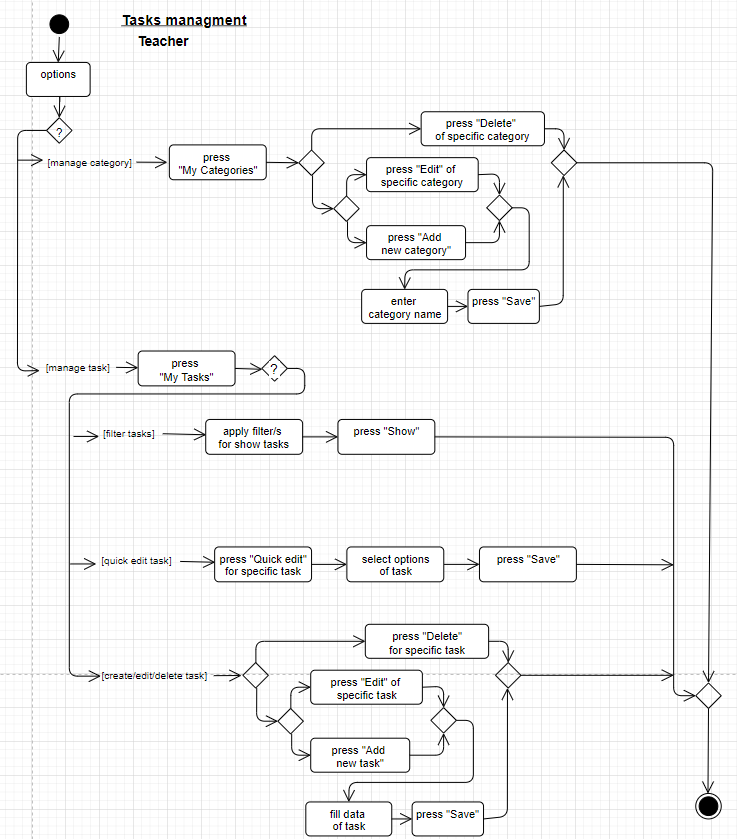 Tasks managment
Teacher
options
?
[manage category]
press
"My Categories"
press "Delete"
of specific category
press "Edit" of
specific category
press "Add
new category"
enter
category name
press "Save"
[manage task]
press
"My Tasks"
?
[filter tasks]
apply filter/s
for show tasks
press "Show"
[quick edit task]
press "Quick edit"
for specific task
select options
of task
press "Save"
[create/edit/delete task]
press "Delete"
for specific task
press "Edit" of
specific task
press "Add
new task"
fill data
of task
press "Save"